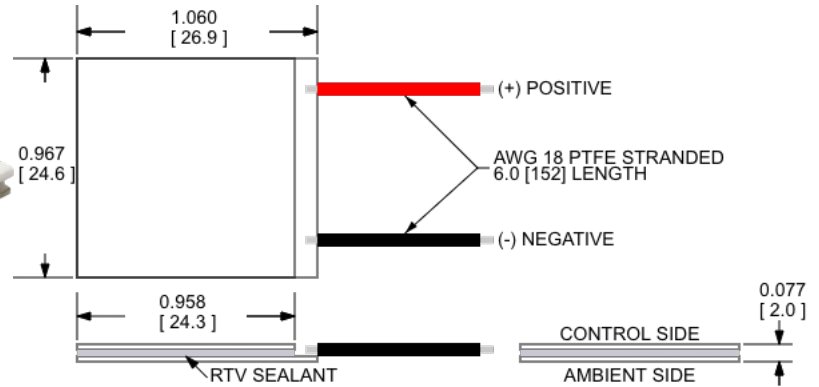 1.060
[ 26.9 ]
(+) POSITIVE
0.967
[ 24.6 ]
AWG 18 PTFE STRANDED
6.0 [152] LENGTH
(-) NEGATIVE
0.958
[ 24.3 ]
0.077
[ 2.0 ]
CONTROL SIDE
RTV SEALANT
AMBIENT SIDE